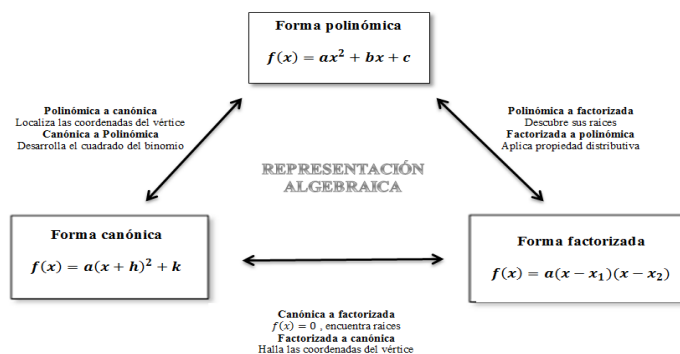 Forma polinómica
f(x) = ax² + bx + c
Polinómica a canónica
Localiza las coordenadas del vértice
Canónica a Polinómica
Desarrolla el cuadrado del binomio
Polinómica a factorizada
Descubre sus raíces
Factorizada a polinómica
Aplica propiedad distributiva
REPRESENTACIÓN
ALGEBRAICA
Forma canónica
f(x) = a(x + h)² + k
Forma factorizada
f(x) = a(x − x₁)(x − x₂)
Canónica a factorizada
f(x) = 0 , encuentra raíces
Factorizada a canónica
Halla las coordenadas del vértice